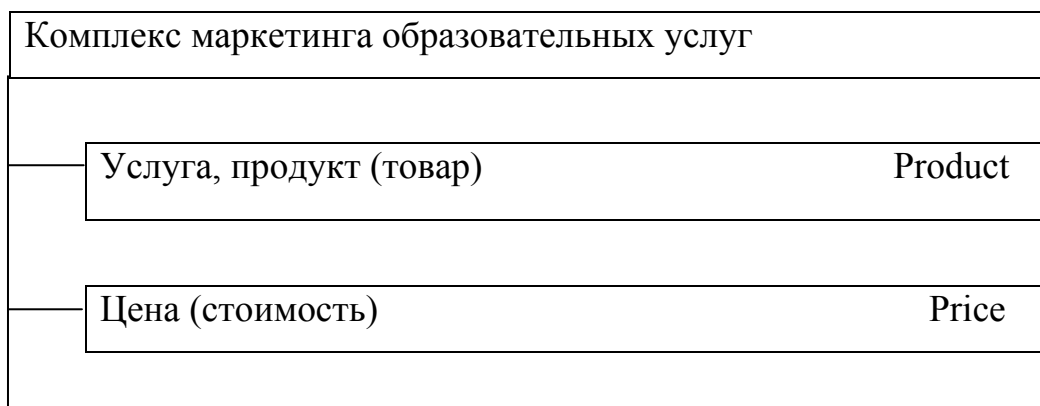 Комплекс маркетинга образовательных услуг
Услуга, продукт (товар) Product
Цена (стоимость) Price